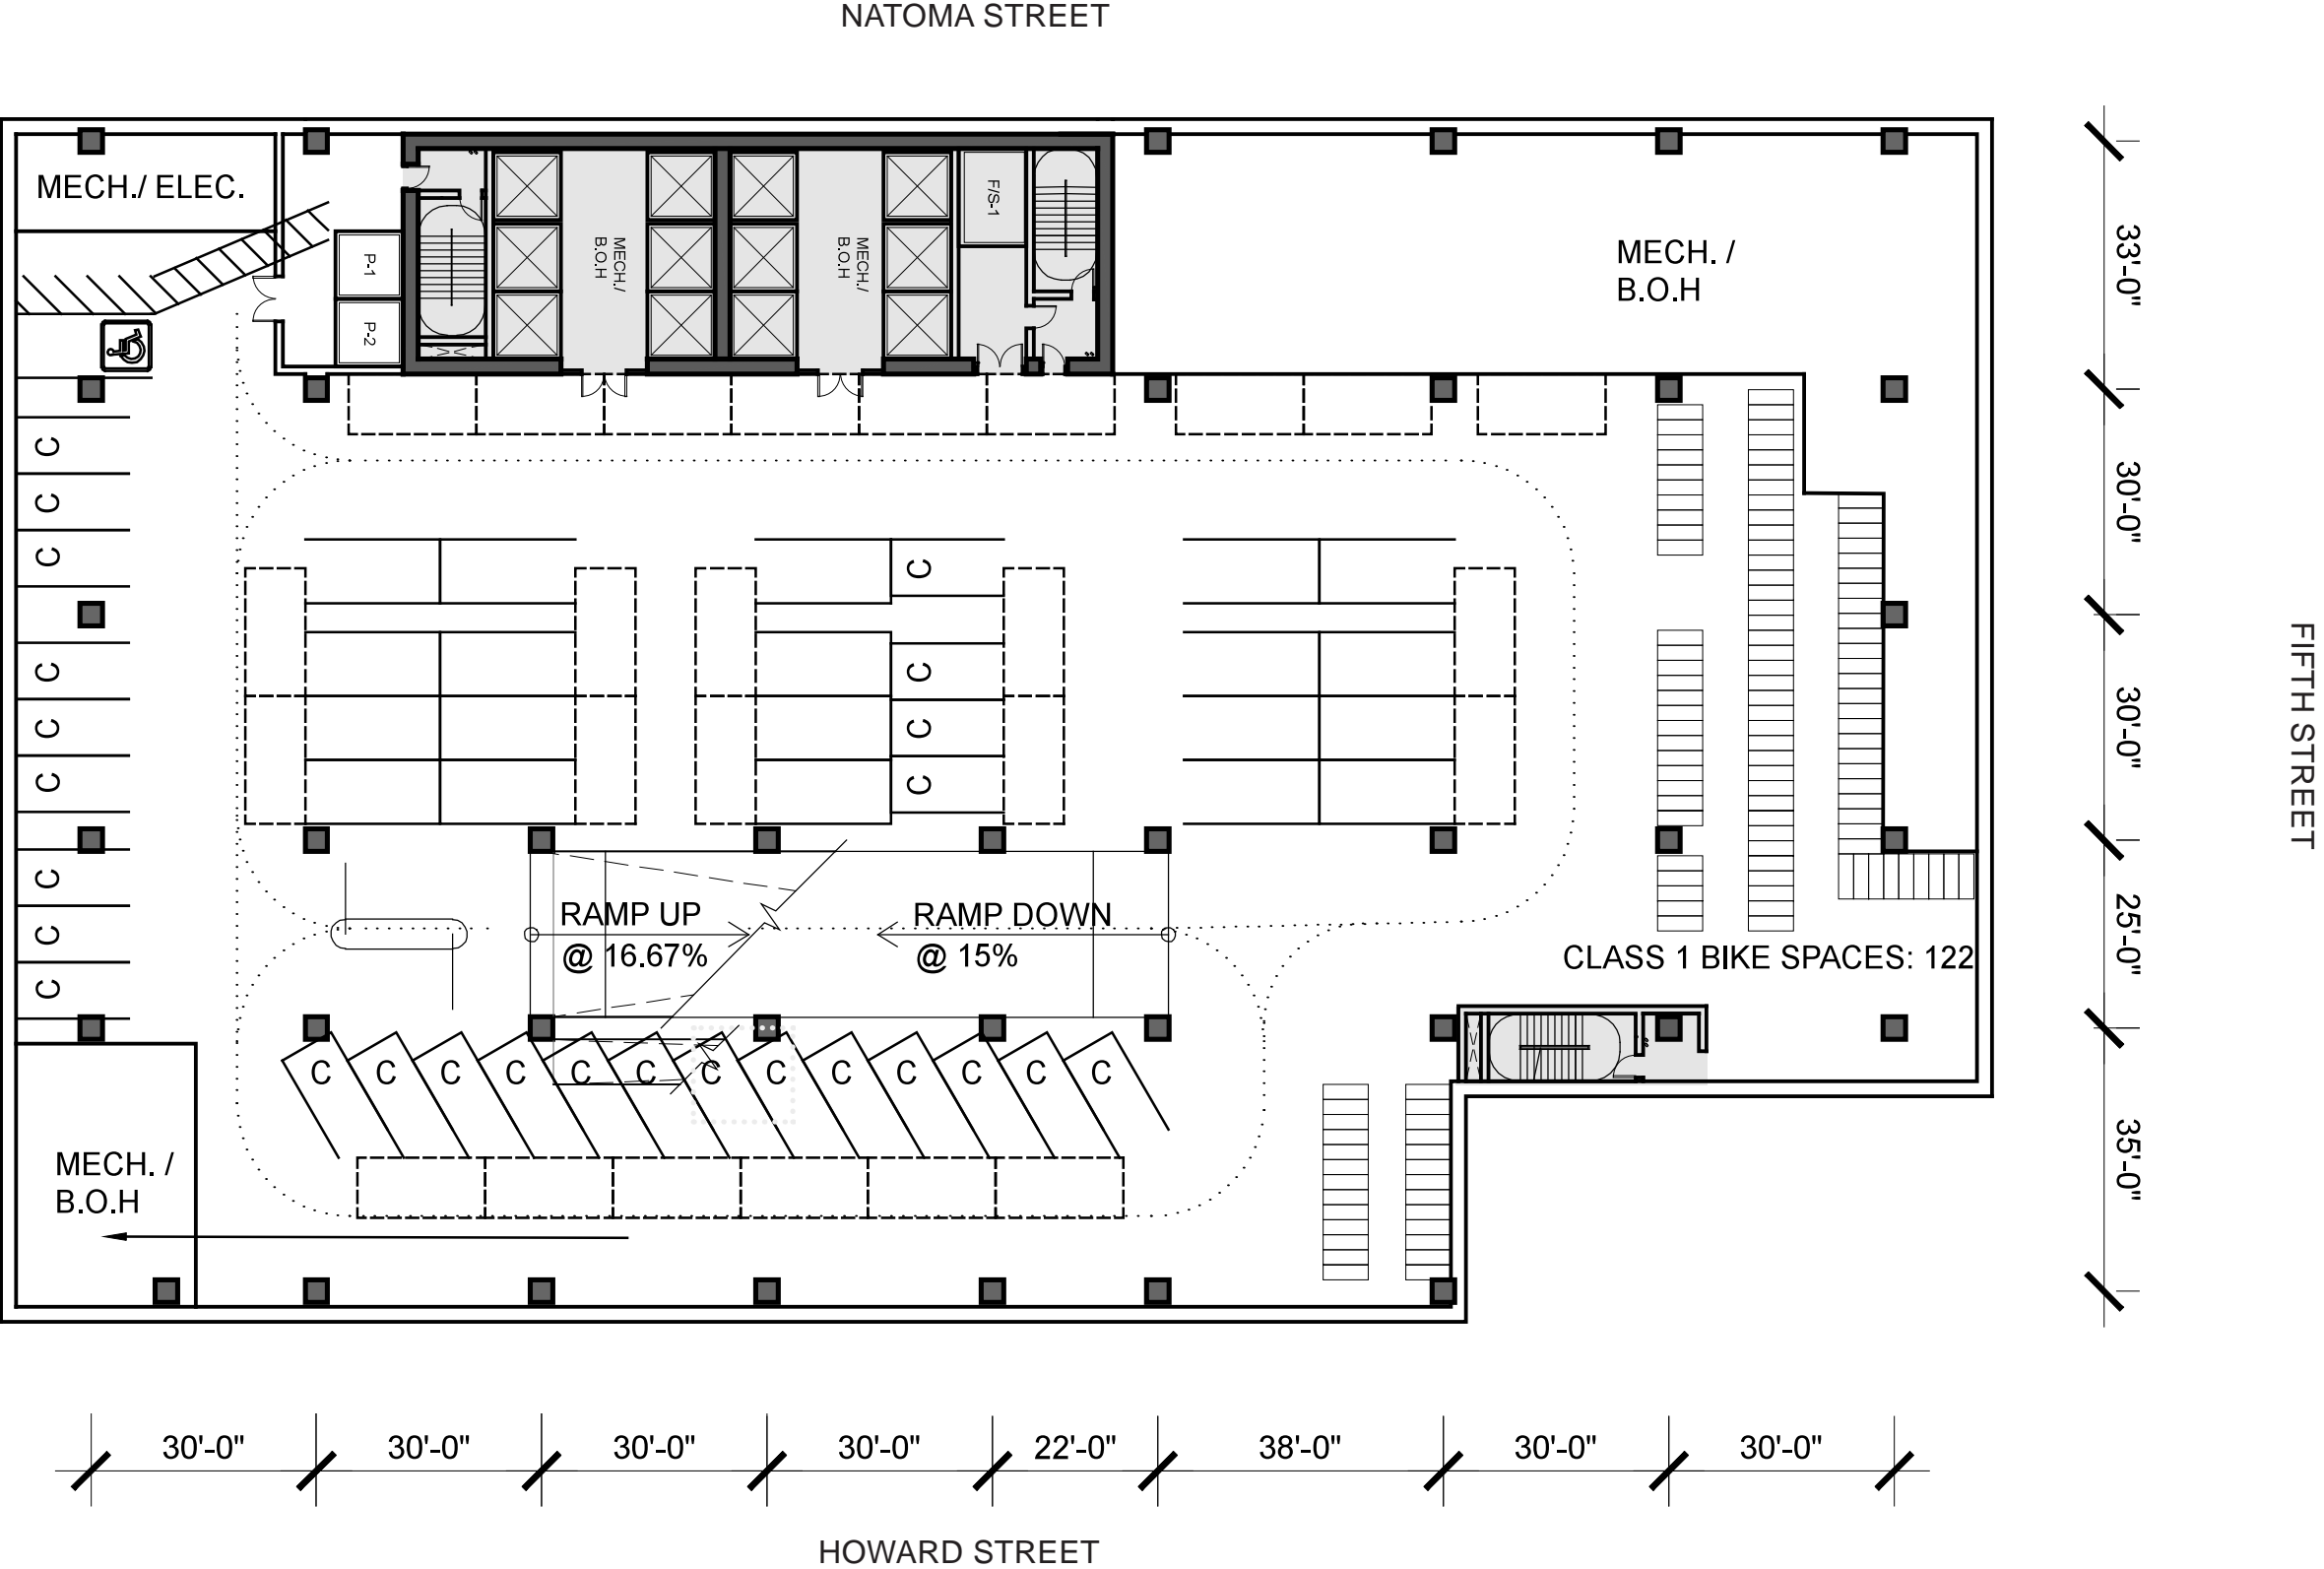 NATOMA STREET
MECH./ ELEC.
P-1
P-2
MECH./
B.O.H
MECH./
B.O.H
F/S-1
MECH. /
B.O.H
33'-0"
C
C
C
30'-0"
C
C
C
C
C
C
C
30'-0"
FIFTH STREET
C
C
C
RAMP UP
@ 16.67%
RAMP DOWN
@ 15%
CLASS 1 BIKE SPACES: 122
25'-0"
C
C
C
C
C
C
C
C
C
C
C
C
C
MECH. /
B.O.H
35'-0"
30'-0"
30'-0"
30'-0"
30'-0"
22'-0"
38'-0"
30'-0"
30'-0"
HOWARD STREET